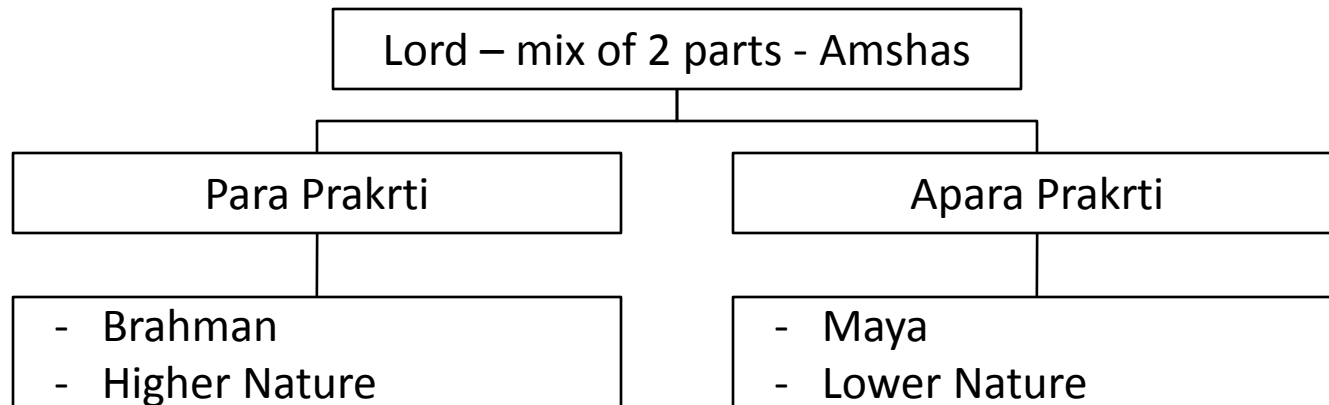 Lord – mix of 2 parts - Amshas
Para Prakrti
Apara Prakrti
- Brahman
- Higher Nature
- Maya
- Lower Nature